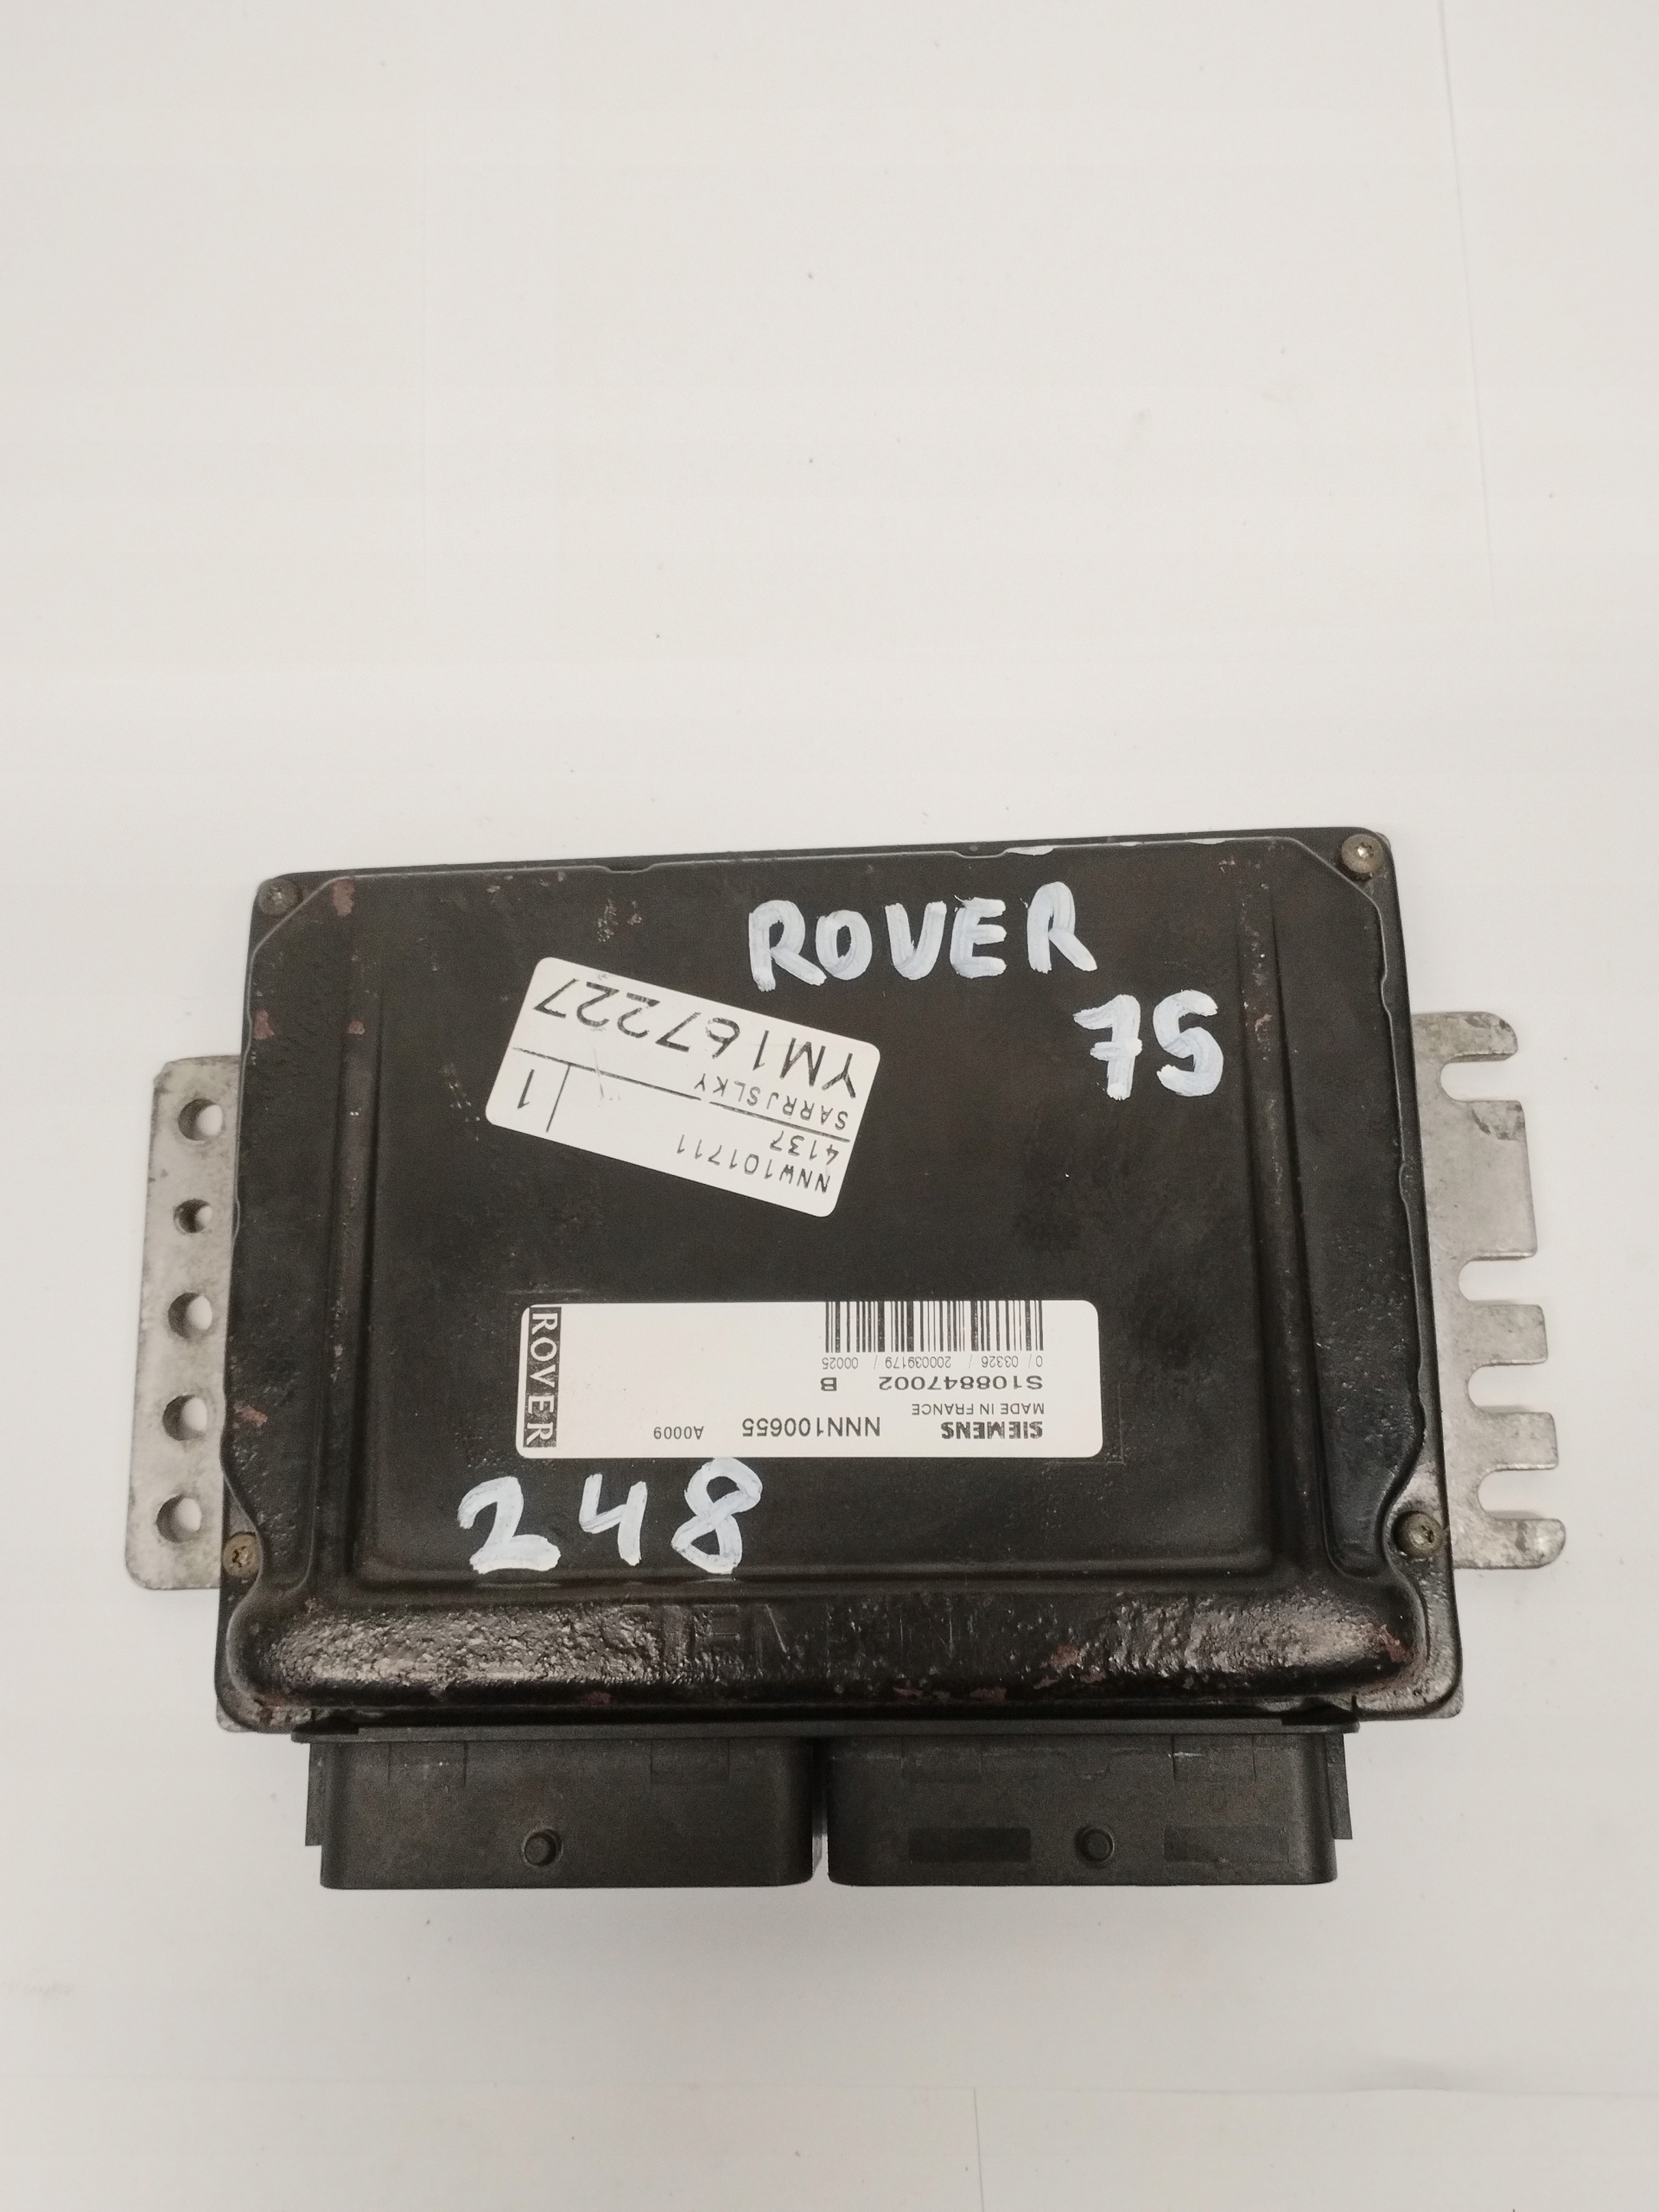 ROVER
75
NNW101711
4137
SARRJSLKY
1
YM167227
SIEMENS NNN100655 A0009
MADE IN FRANCE
S108847002 B
0/ 03326 / 200039179 / 00025
ROVER
248
SIEMENS